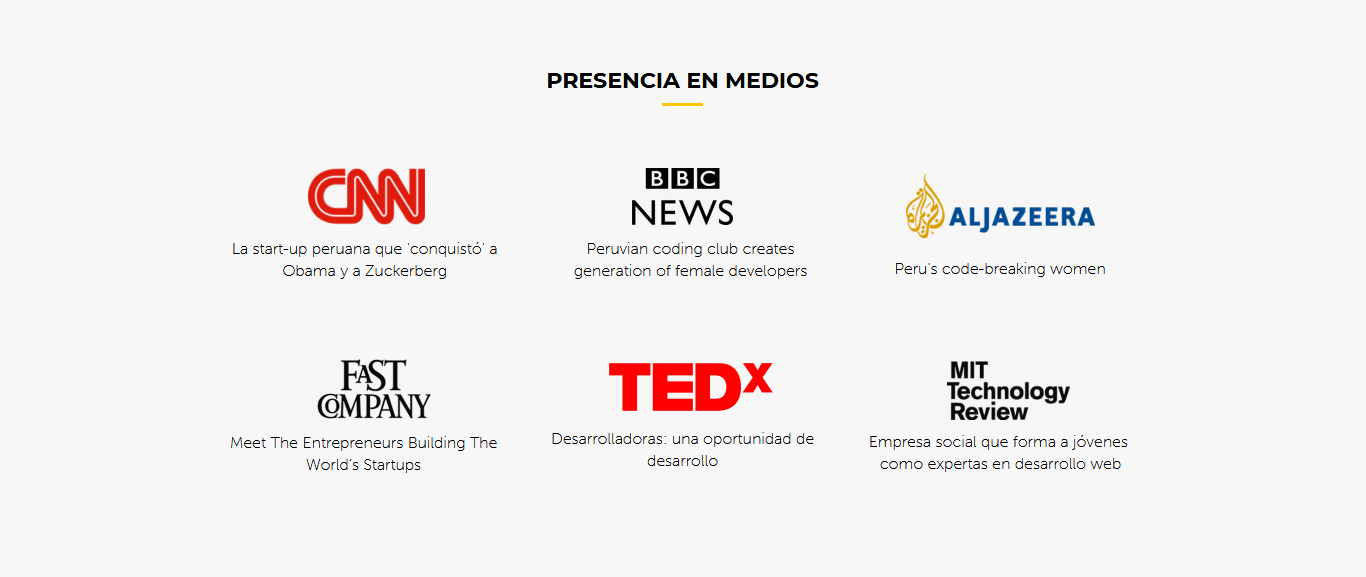 PRESENCIA EN MEDIOS
CNN
La start-up peruana que 'conquistó' a
Obama y a Zuckerberg
BBC
NEWS
Peruvian coding club creates
generation of female developers
ALJAZEERA
Peru's code-breaking women
FAST
COMPANY
Meet The Entrepreneurs Building The
World's Startups
TEDx
Desarrolladoras: una oportunidad de
desarrollo
MIT
Technology
Review
Empresa social que forma a jóvenes
como expertas en desarrollo web